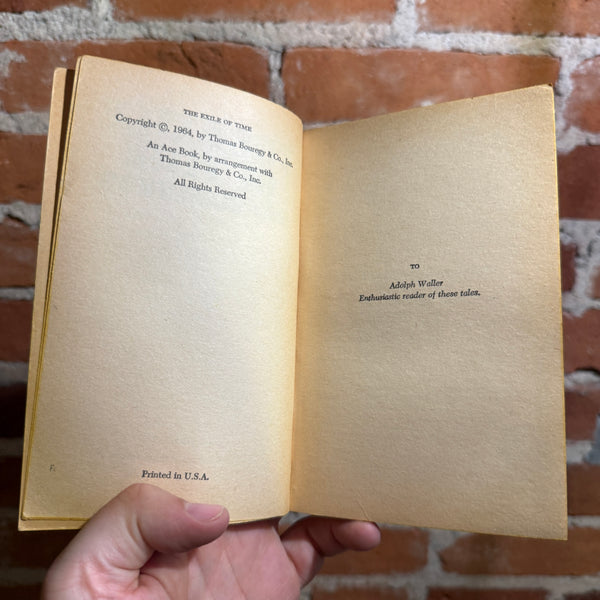 THE EXILE OF TIME
Copyright ©, 1964, by Thomas Bouregy & Co., Inc.
An Ace Book, by arrangement with
Thomas Bouregy & Co., Inc.
All Rights Reserved
F:
Printed in U.S.A.
TO
Adolph Waller
Enthusiastic reader of these tales.